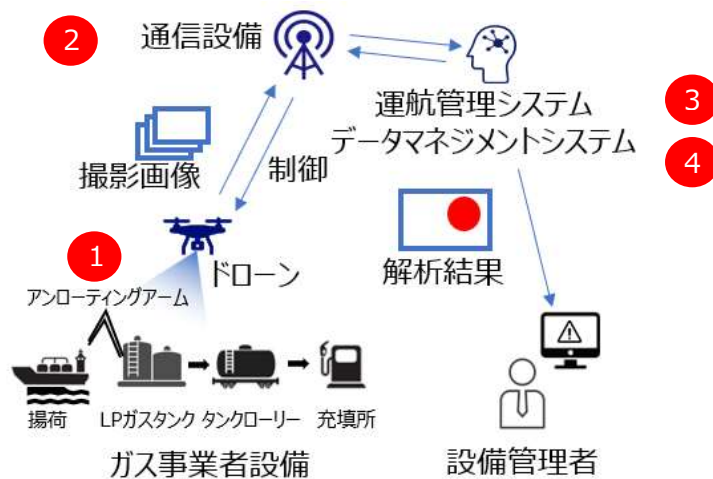 2
通信設備
運航管理システム
データマネジメントシステム
3
4
撮影画像
制御
1
ドローン
解析結果
アンローティングアーム
揚荷
LPガスタンク
タンクローリー
充填所
ガス事業者設備
設備管理者